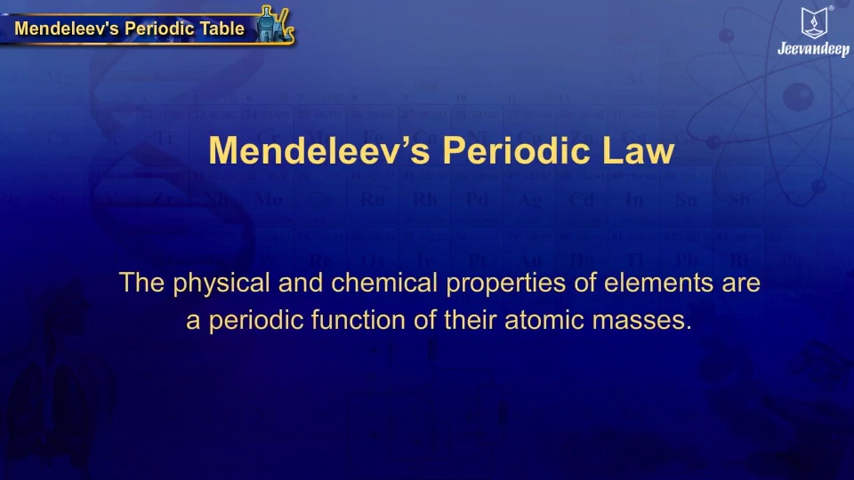 Mendeleev's Periodic Table
Jeevandeep
Mendeleev’s Periodic Law
The physical and chemical properties of elements are
a periodic function of their atomic masses.